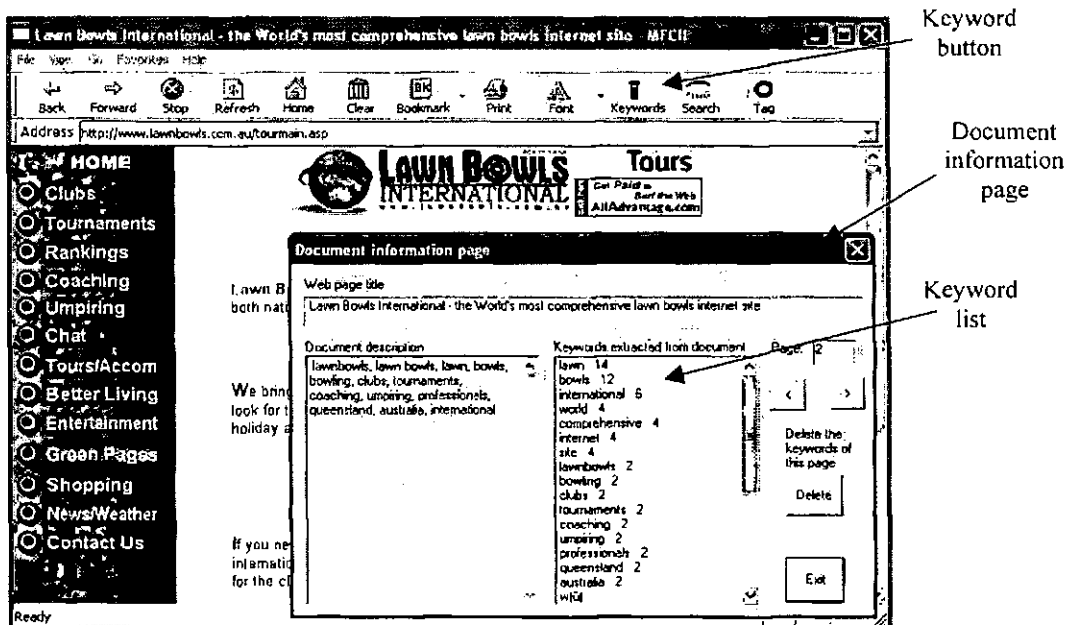 Lawn Bowls International - the World's most comprehensive lawn bowls internet site - MFCIE
File View Go Favorites Help
Back Forward Stop Refresh Home Clear Bookmark Print Font Keywords Search Tag
Address http://www.lawnbowls.com.au/tourmain.asp
Keyword
button
Document
information
page
Keyword
list
HOME
Clubs
Tournaments
Rankings
Coaching
Umpiring
Chat
Tours/Accom
Better Living
Entertainment
Green Pages
Shopping
News/Weather
Contact Us
LAWN BOWLS
INTERNATIONAL
Tours
Get Paid to
Surf the Web
AllAdvantage.com
Lawn B
both nati
We bring
look for t
holiday a
If you ne
internatio
for the cl
Document information page
Web page title
Lawn Bowls International - the World's most comprehensive lawn bowls internet site
Document description
lawnbowls, lawn bowls, lawn, bowls,
bowling, clubs, tournaments,
coaching, umpiring, professionals,
queensland, australia, international
Keywords extracted from document
lawn 14
bowls 12
international 6
world 4
comprehensive 4
internet 4
site 4
lawnbowls 2
bowling 2
clubs 2
tournaments 2
coaching 2
umpiring 2
professionals 2
queensland 2
australia 2
Page: 2
< >
Delete the
keywords of
this page
Delete
Exit
Ready